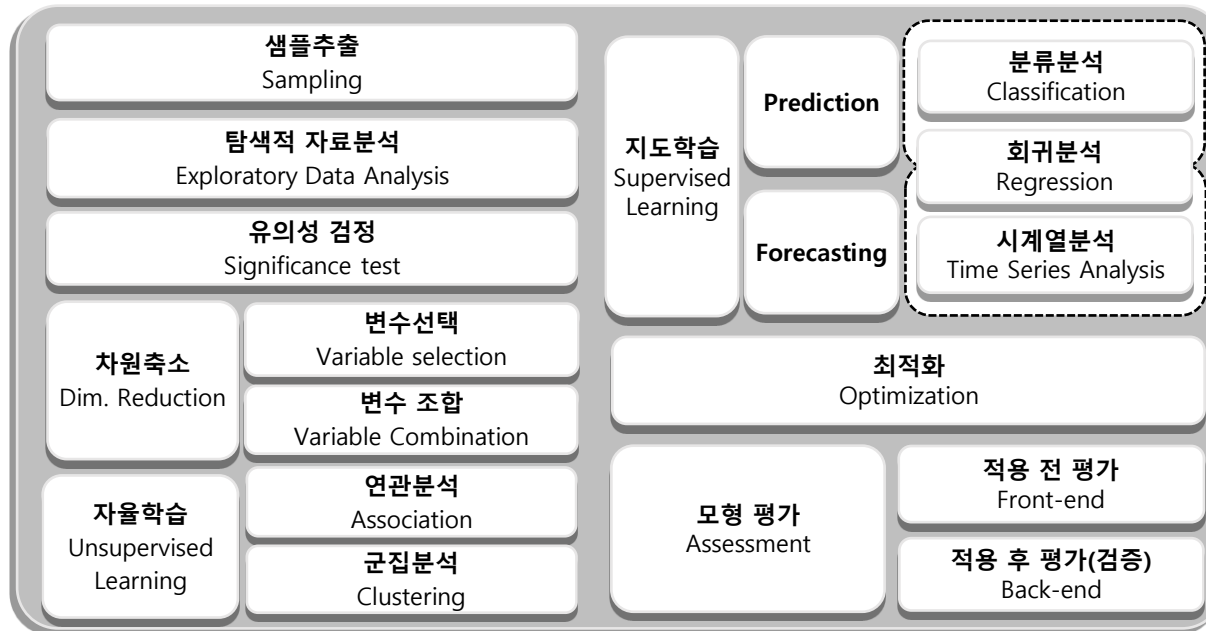 샘플추출
Sampling
탐색적 자료분석
Exploratory Data Analysis
유의성 검정
Significance test
차원축소
Dim. Reduction
변수선택
Variable selection
변수 조합
Variable Combination
자율학습
Unsupervised
Learning
연관분석
Association
군집분석
Clustering
지도학습
Supervised
Learning
Prediction
Forecasting
분류분석
Classification
회귀분석
Regression
시계열분석
Time Series Analysis
최적화
Optimization
모형 평가
Assessment
적용 전 평가
Front-end
적용 후 평가(검증)
Back-end